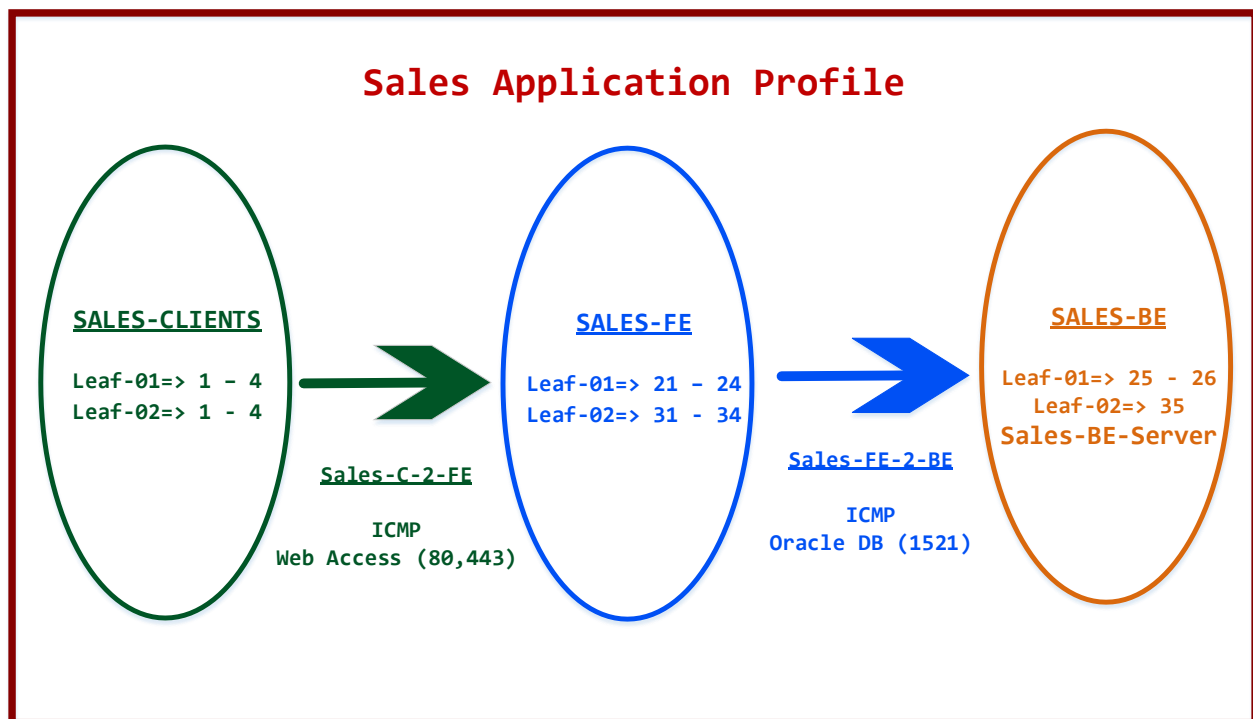 Sales Application Profile
SALES-CLIENTS
Leaf-01=> 1 – 4
Leaf-02=> 1 - 4
Sales-C-2-FE
ICMP
Web Access (80,443)
SALES-FE
Leaf-01=> 21 – 24
Leaf-02=> 31 - 34
Sales-FE-2-BE
ICMP
Oracle DB (1521)
SALES-BE
Leaf-01=> 25 - 26
Leaf-02=> 35
Sales-BE-Server